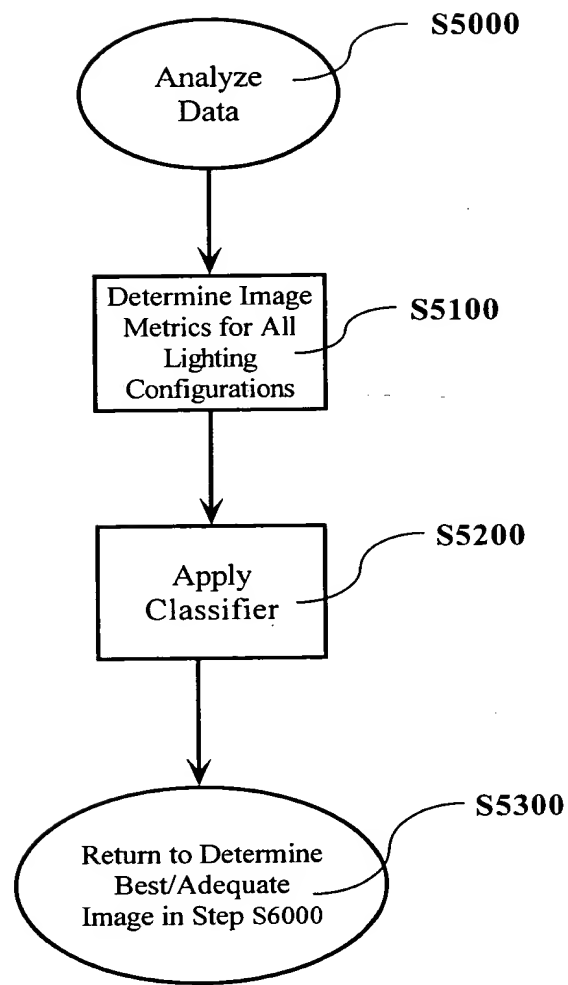 S5000
Analyze
Data
Determine Image
Metrics for All
Lighting
Configurations
S5100
Apply
Classifier
S5200
Return to Determine
Best/Adequate
Image in Step S6000
S5300